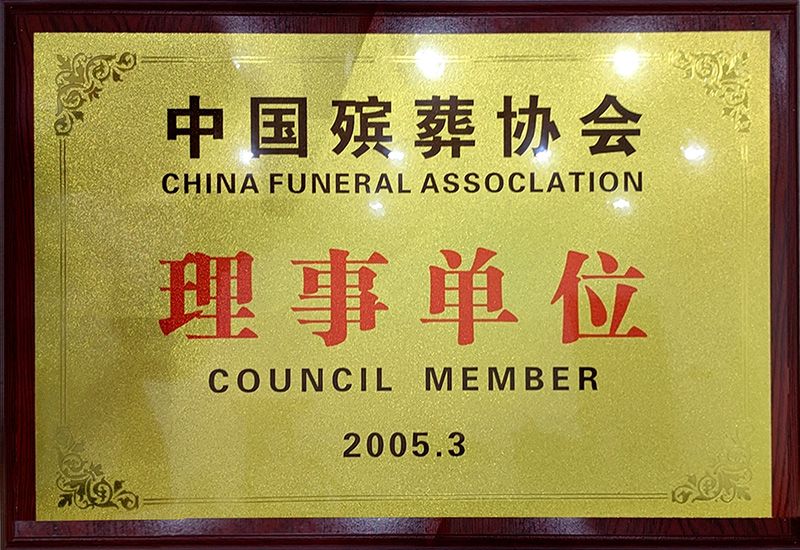 中国殡葬协会
CHINA FUNERAL ASSOCLATION
理事单位
COUNCIL MEMBER
2005.3